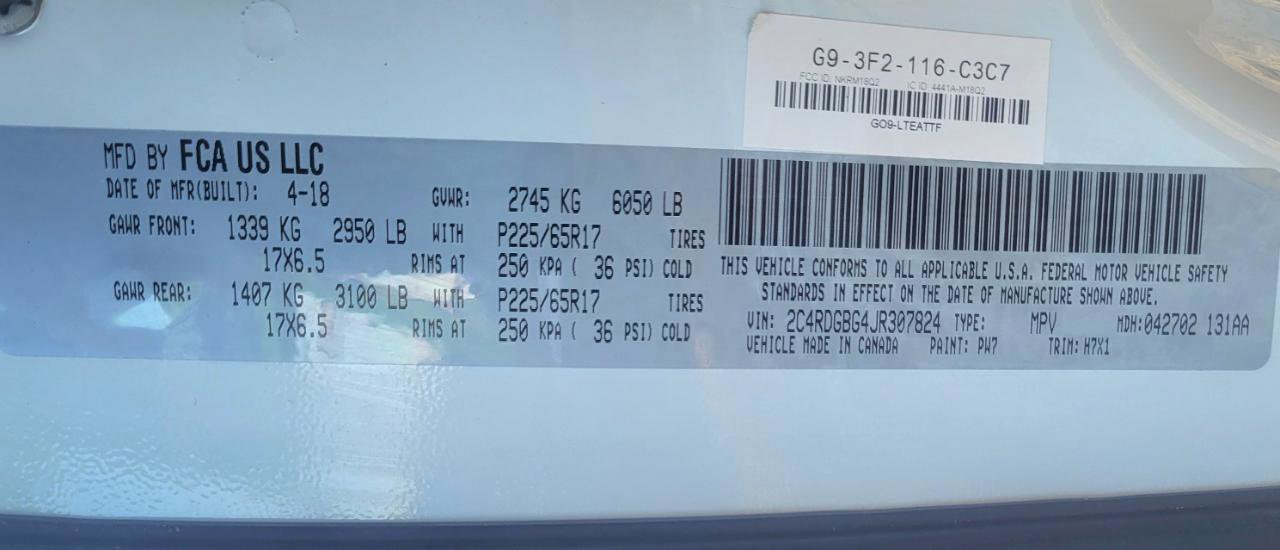 G9-3F2-116-C3C7
FCC ID: NKRM18Q2 IC ID: 4441A-M18Q2
GO9-LTEATTF
MFD BY FCA US LLC
DATE OF MFR(BUILT): 4-18 GVWR: 2745 KG 6050 LB
GAWR FRONT: 1339 KG 2950 LB WITH P225/65R17 TIRES
17X6.5 RIMS AT 250 KPA ( 36 PSI) COLD
GAWR REAR: 1407 KG 3100 LB WITH P225/65R17 TIRES
17X6.5 RIMS AT 250 KPA ( 36 PSI) COLD
THIS VEHICLE CONFORMS TO ALL APPLICABLE U.S.A. FEDERAL MOTOR VEHICLE SAFETY
STANDARDS IN EFFECT ON THE DATE OF MANUFACTURE SHOWN ABOVE.
VIN: 2C4RDGBG4JR307824 TYPE: MPV MDH:042702 131AA
VEHICLE MADE IN CANADA PAINT: PW7 TRIM: H7X1